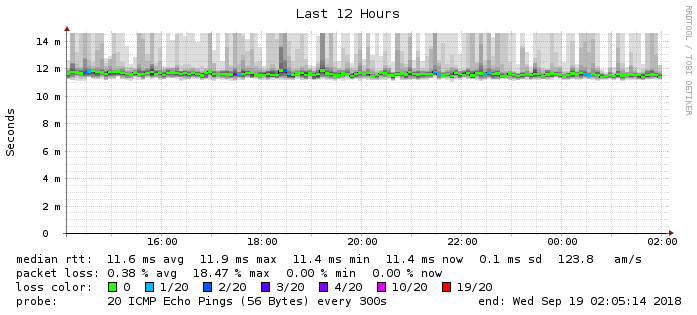 Last 12 Hours
RRDTOOL / TOBI OETIKER
Seconds
14 m
12 m
10 m
8 m
6 m
4 m
2 m
0
16:00 18:00 20:00 22:00 00:00 02:00
median rtt: 11.6 ms avg 11.9 ms max 11.4 ms min 11.4 ms now 0.1 ms sd 123.8 am/s
packet loss: 0.38 % avg 18.47 % max 0.00 % min 0.00 % now
loss color: 0 1/20 2/20 3/20 4/20 10/20 19/20
probe: 20 ICMP Echo Pings (56 Bytes) every 300s end: Wed Sep 19 02:05:14 2018